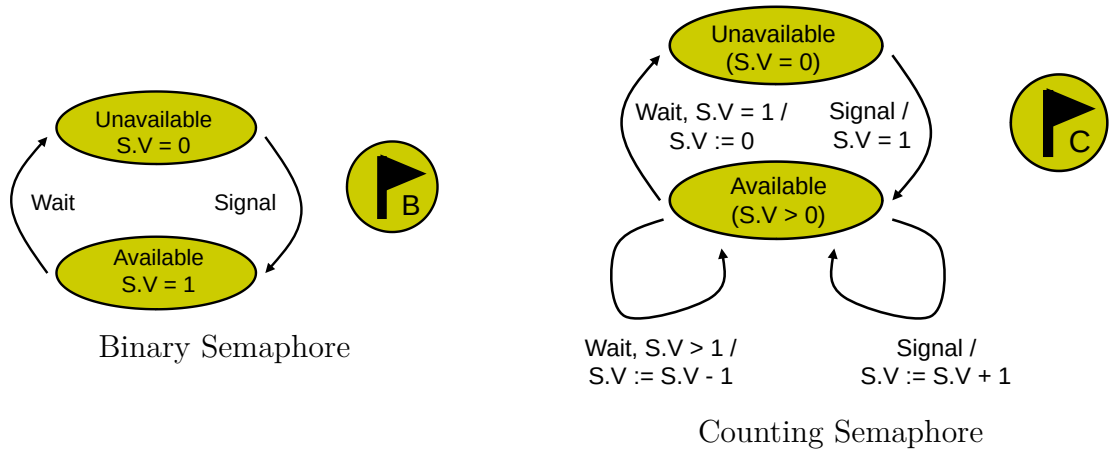 Unavailable
S.V = 0
Wait
Signal
B
Available
S.V = 1
Binary Semaphore
Unavailable
(S.V = 0)
Wait, S.V = 1 /
S.V := 0
Signal /
S.V = 1
C
Available
(S.V > 0)
Wait, S.V > 1 /
S.V := S.V - 1
Signal /
S.V := S.V + 1
Counting Semaphore